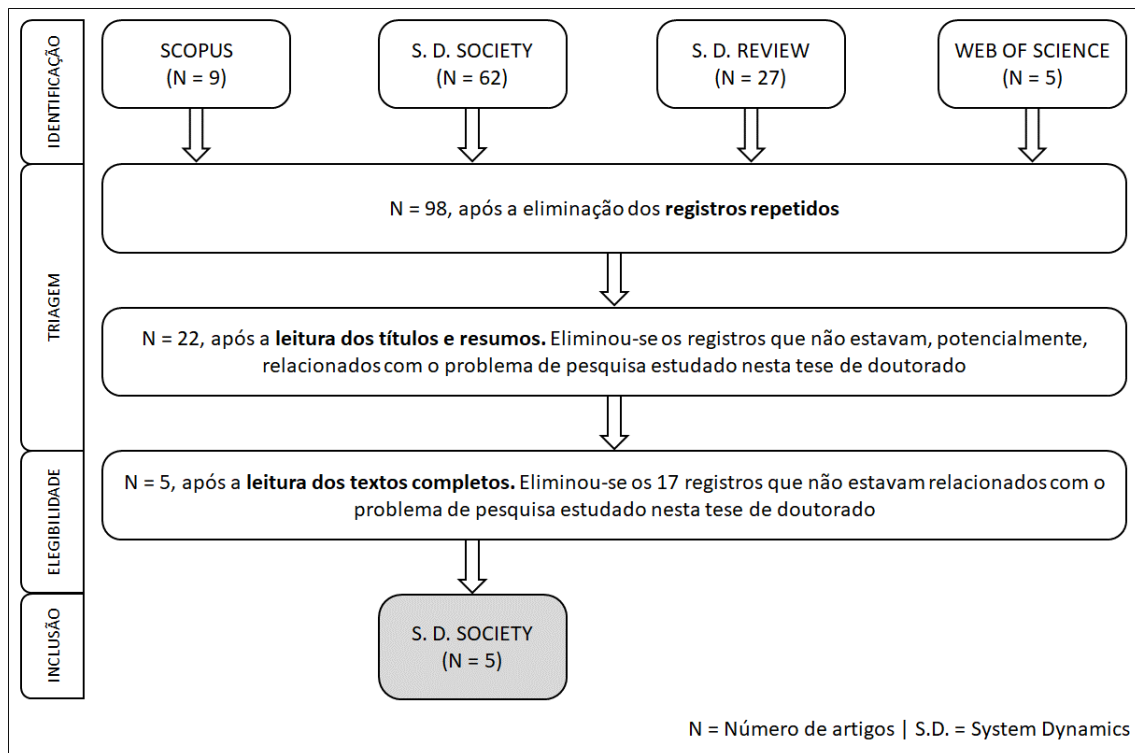 IDENTIFICAÇÃO
SCOPUS
(N = 9)
S. D. SOCIETY
(N = 62)
S. D. REVIEW
(N = 27)
WEB OF SCIENCE
(N = 5)
TRIAGEM
N = 98, após a eliminação dos registros repetidos
N = 22, após a leitura dos títulos e resumos. Eliminou-se os registros que não estavam, potencialmente,
relacionados com o problema de pesquisa estudado nesta tese de doutorado
ELEGIBILIDADE
N = 5, após a leitura dos textos completos. Eliminou-se os 17 registros que não estavam relacionados com o
problema de pesquisa estudado nesta tese de doutorado
INCLUSÃO
S. D. SOCIETY
(N = 5)
N = Número de artigos | S.D. = System Dynamics